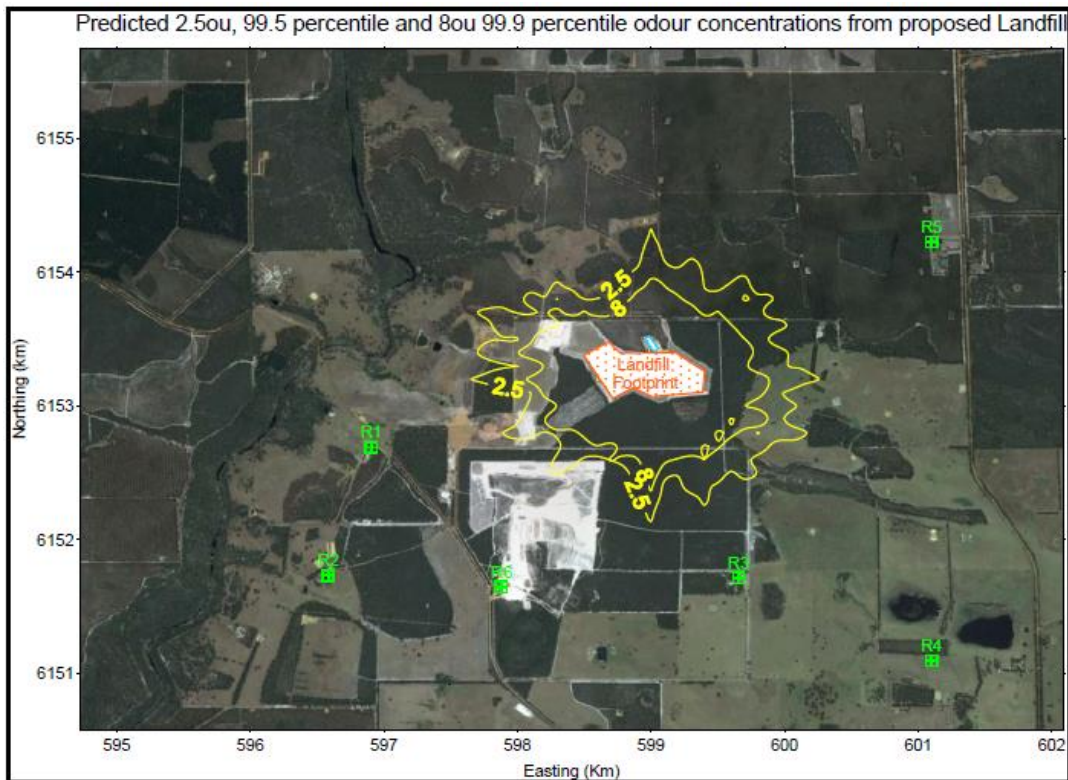 Predicted 2.5ou, 99.5 percentile and 8ou 99.9 percentile odour concentrations from proposed Landfill
6155
R5
6154
2.5
8
Landfill
Footprint
2.5
6153
R1
8
2.5
6152
R2
R6
R3
R4
6151
595
596
597
598
599
600
601
602
Northing (km)
Easting (Km)